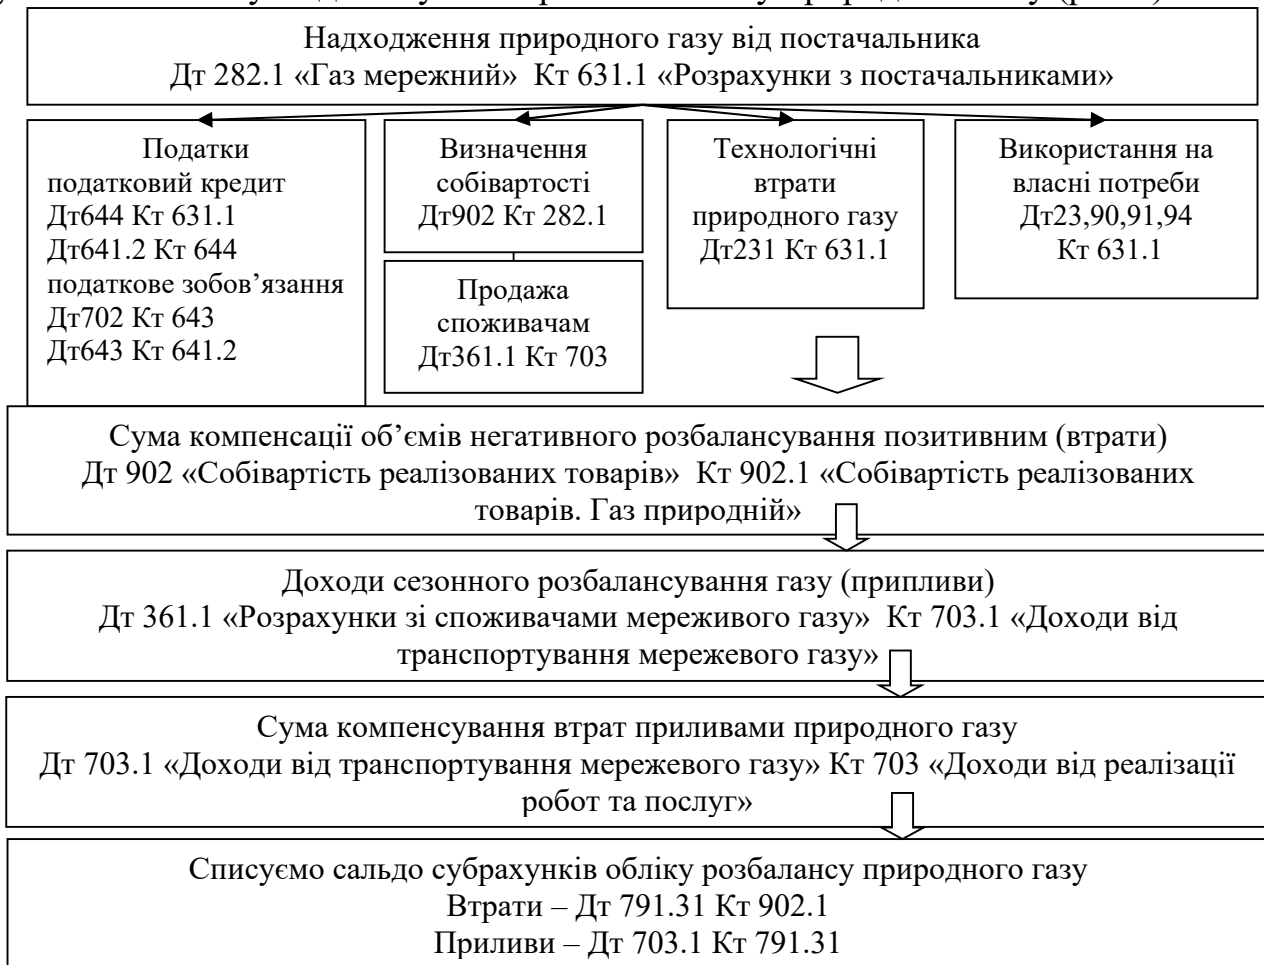 Надходження природного газу від постачальника
Дт 282.1 «Газ мережний» Кт 631.1 «Розрахунки з постачальниками»
Податки
податковий кредит
Дт644 Кт 631.1
Дт641.2 Кт 644
податкове зобов’язання
Дт702 Кт 643
Дт643 Кт 641.2
Визначення
собівартості
Дт902 Кт 282.1
Продажа
споживачам
Дт361.1 Кт 703
Технологічні
втрати
природного газу
Дт231 Кт 631.1
Використання на
власні потреби
Дт23,90,91,94
Кт 631.1
Сума компенсації об’ємів негативного розбалансування позитивним (втрати)
Дт 902 «Собівартість реалізованих товарів» Кт 902.1 «Собівартість реалізованих
товарів. Газ природній»
Доходи сезонного розбалансування газу (припливи)
Дт 361.1 «Розрахунки зі споживачами мереживого газу» Кт 703.1 «Доходи від
транспортування мережевого газу»
Сума компенсування втрат приливами природного газу
Дт 703.1 «Доходи від транспортування мережевого газу» Кт 703 «Доходи від реалізації
робот та послуг»
Списуємо сальдо субрахунків обліку розбалансу природного газу
Втрати – Дт 791.31 Кт 902.1
Приливи – Дт 703.1 Кт 791.31